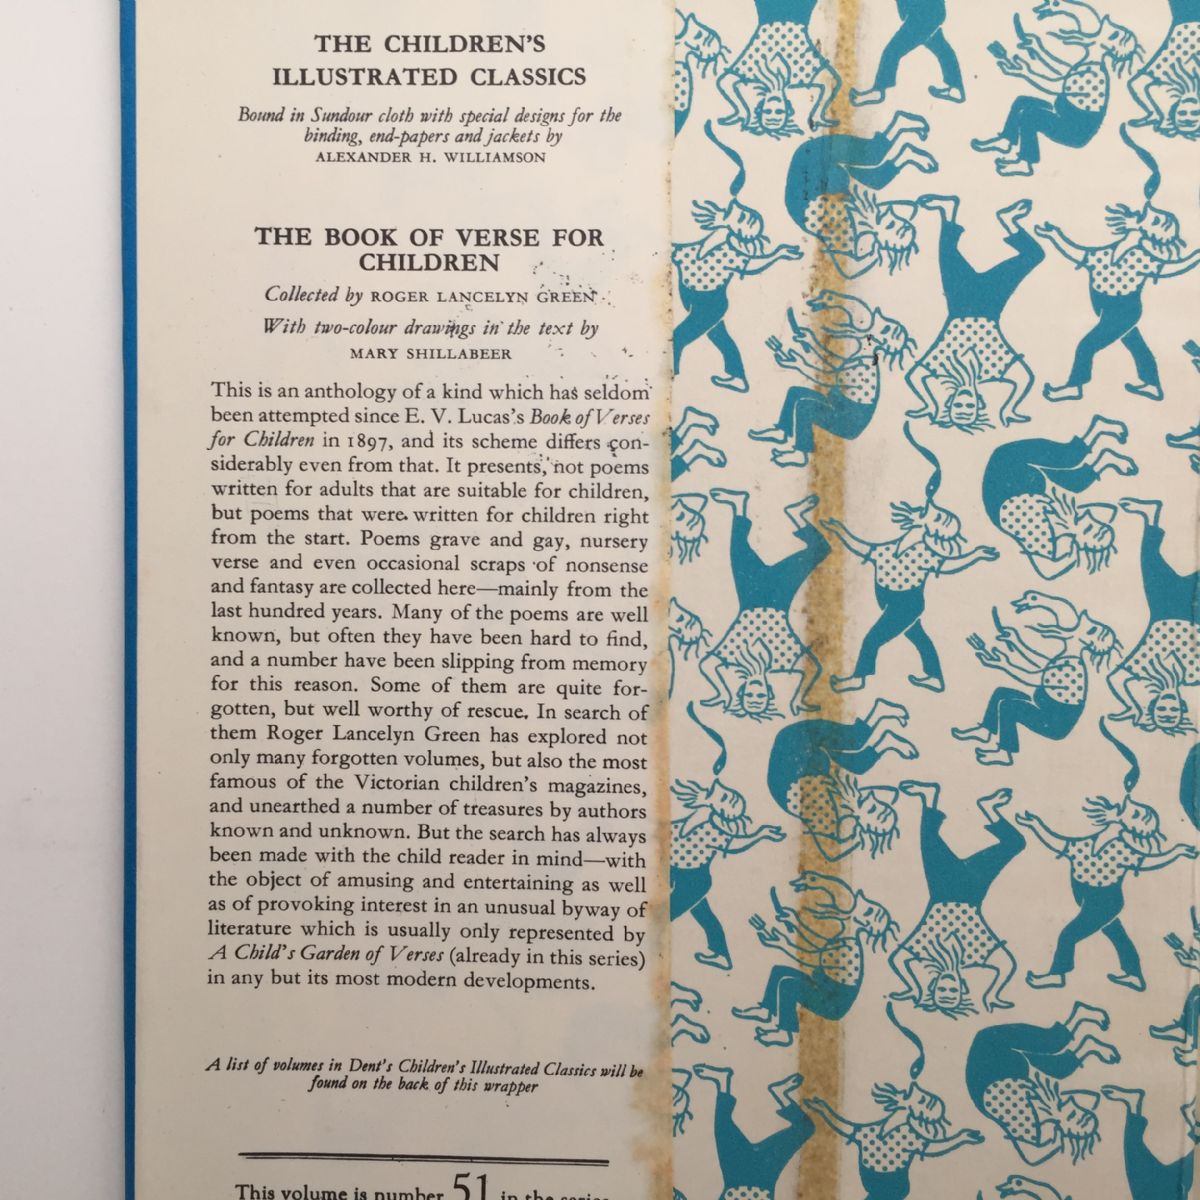 THE CHILDREN'S
ILLUSTRATED CLASSICS
Bound in Sundour cloth with special designs for the
binding, end-papers and jackets by
ALEXANDER H. WILLIAMSON
THE BOOK OF VERSE FOR
CHILDREN
Collected by ROGER LANCELYN GREEN
With two-colour drawings in the text by
MARY SHILLABEER
This is an anthology of a kind which has seldom
been attempted since E. V. Lucas's Book of Verses
for Children in 1897, and its scheme differs con-
siderably even from that. It presents, not poems
written for adults that are suitable for children,
but poems that were written for children right
from the start. Poems grave and gay, nursery
verse and even occasional scraps of nonsense
and fantasy are collected here—mainly from the
last hundred years. Many of the poems are well
known, but often they have been hard to find,
and a number have been slipping from memory
for this reason. Some of them are quite for-
gotten, but well worthy of rescue. In search of
them Roger Lancelyn Green has explored not
only many forgotten volumes, but also the most
famous of the Victorian children's magazines,
and unearthed a number of treasures by authors
known and unknown. But the search has always
been made with the child reader in mind—with
the object of amusing and entertaining as well
as of provoking interest in an unusual byway of
literature which is usually only represented by
A Child's Garden of Verses (already in this series)
in any but its most modern developments.
A list of volumes in Dent's Children's Illustrated Classics will be
found on the back of this wrapper
This volume is number 51 in the series